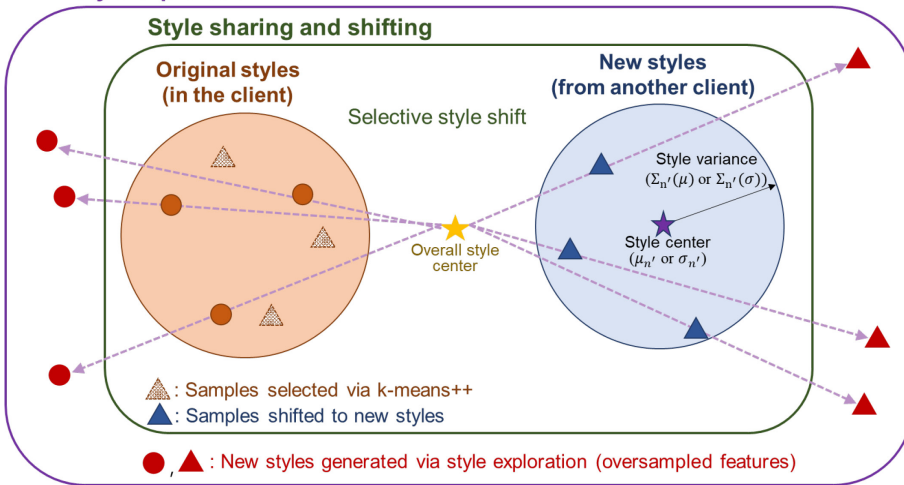 Style sharing and shifting
Original styles
(in the client)
New styles
(from another client)
Selective style shift
Style variance
(Σn′(μ) or Σn′(σ))
Style center
(μn′ or σn′)
Overall style
center
: Samples selected via k-means++
: Samples shifted to new styles
, : New styles generated via style exploration (oversampled features)